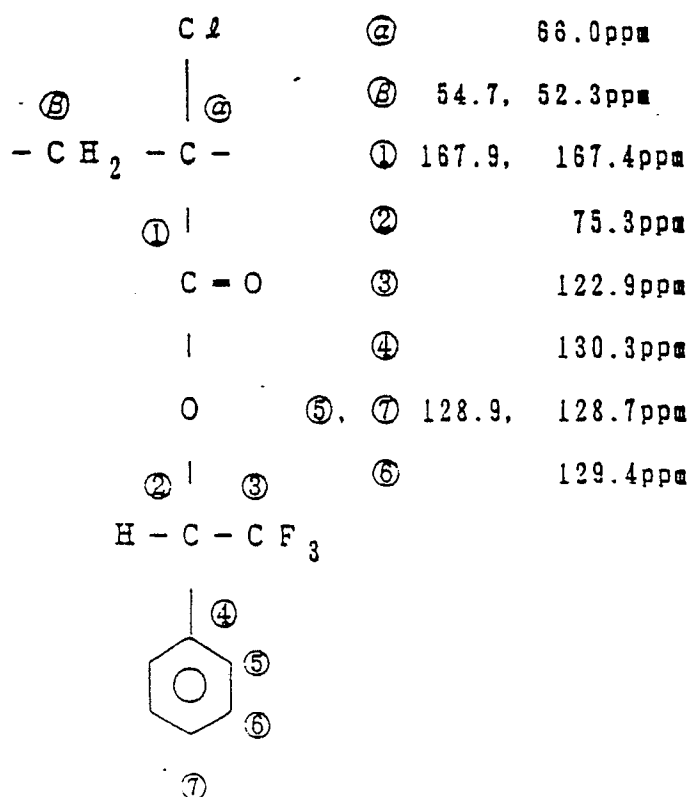 Cl ⓐ 66.0ppm
Ⓑ ⓐ Ⓑ 54.7, 52.3ppm
- CH2 - C - ① 167.9, 167.4ppm
① ② 75.3ppm
C = O ③ 122.9ppm
④ 130.3ppm
O ⑤, ⑦ 128.9, 128.7ppm
② ③ ⑥ 129.4ppm
H - C - CF3
④
⑤
⑥
⑦